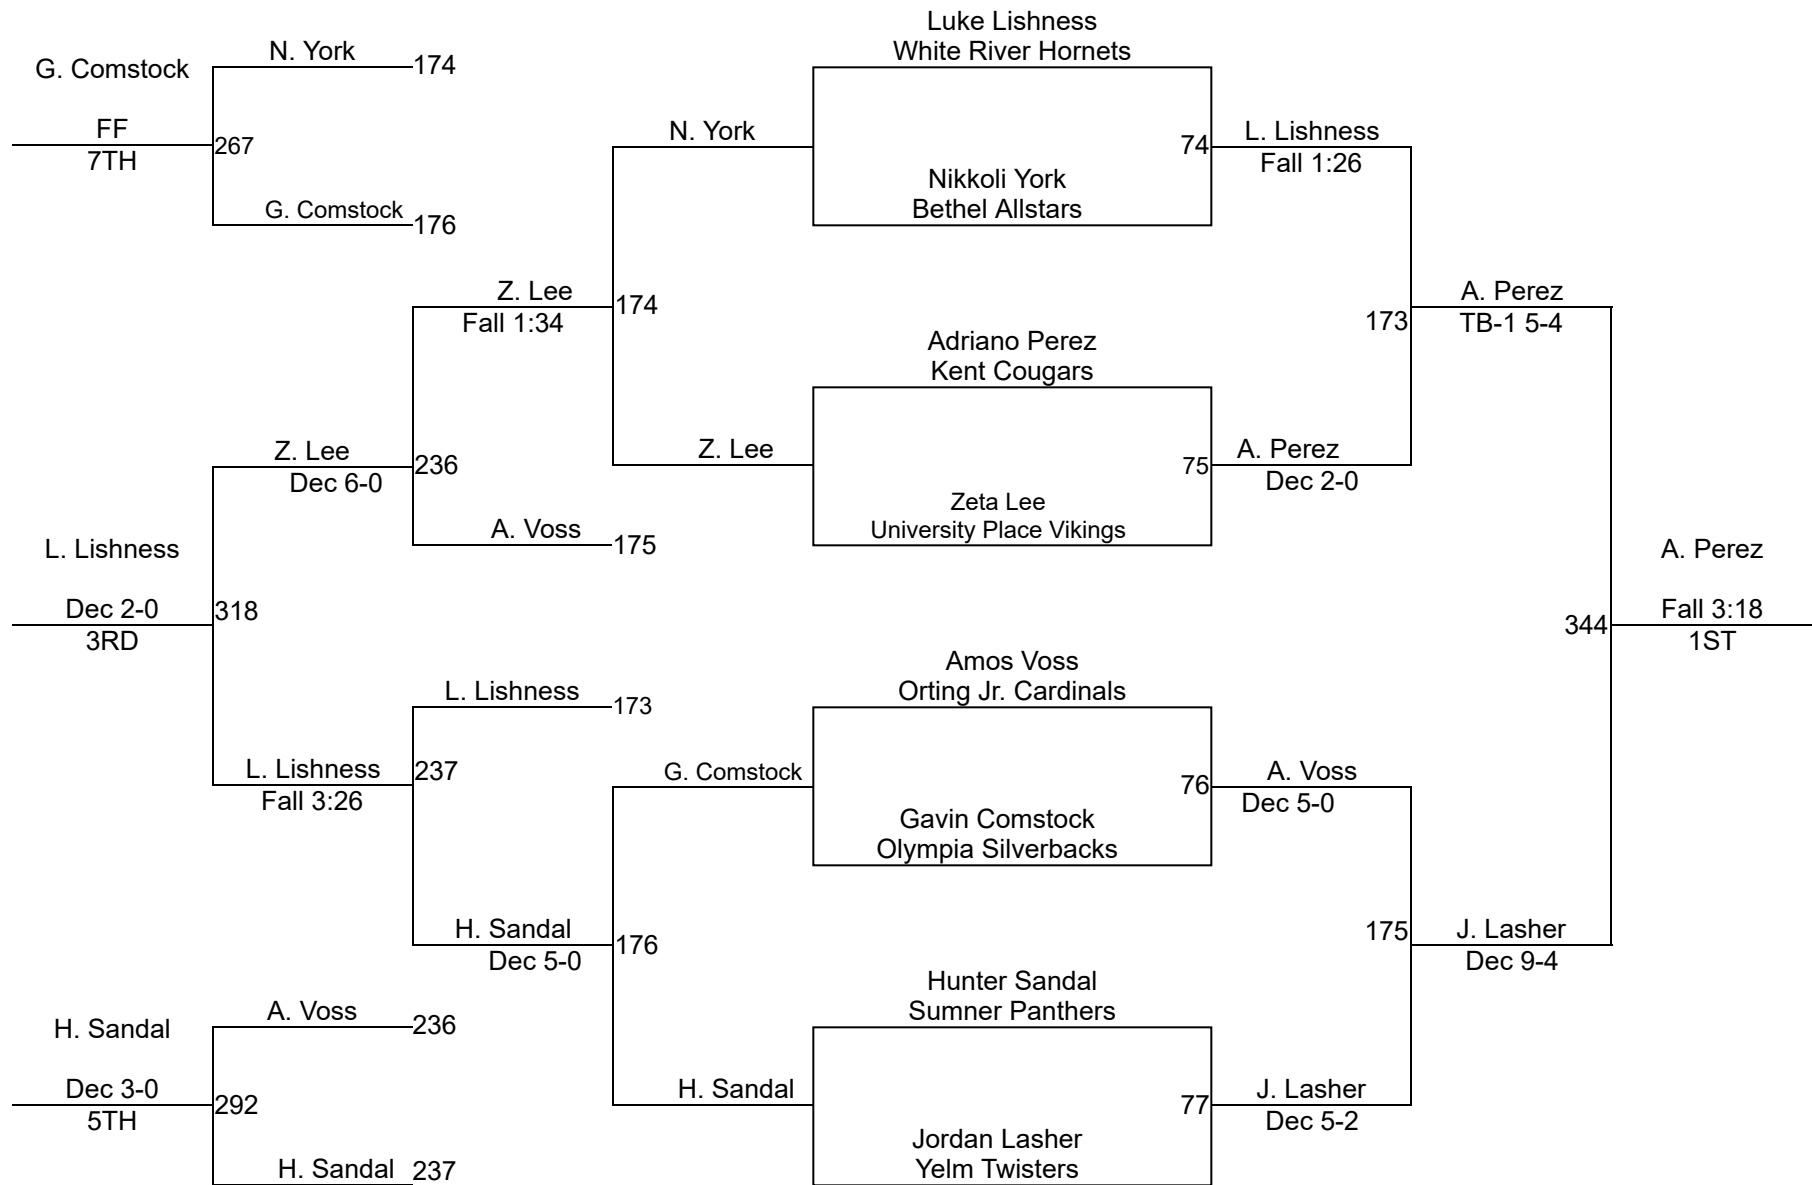 Luke Lishness
White River Hornets
G. Comstock
N. York
174
FF
7TH
267
N. York
74
L. Lishness
Fall 1:26
Nikkoli York
Bethel Allstars
G. Comstock
176
Z. Lee
Fall 1:34
174
173
A. Perez
TB-1 5-4
Adriano Perez
Kent Cougars
Z. Lee
Dec 6-0
236
Z. Lee
75
A. Perez
Dec 2-0
Zeta Lee
University Place Vikings
A. Voss
175
L. Lishness
Dec 2-0
3RD
318
344
A. Perez
Fall 3:18
1ST
Amos Voss
Orting Jr. Cardinals
L. Lishness
173
L. Lishness
Fall 3:26
237
G. Comstock
76
A. Voss
Dec 5-0
Gavin Comstock
Olympia Silverbacks
H. Sandal
Dec 5-0
176
175
J. Lasher
Dec 9-4
Hunter Sandal
Sumner Panthers
H. Sandal
A. Voss
236
Dec 3-0
5TH
292
H. Sandal
77
J. Lasher
Dec 5-2
Jordan Lasher
Yelm Twisters
H. Sandal
237